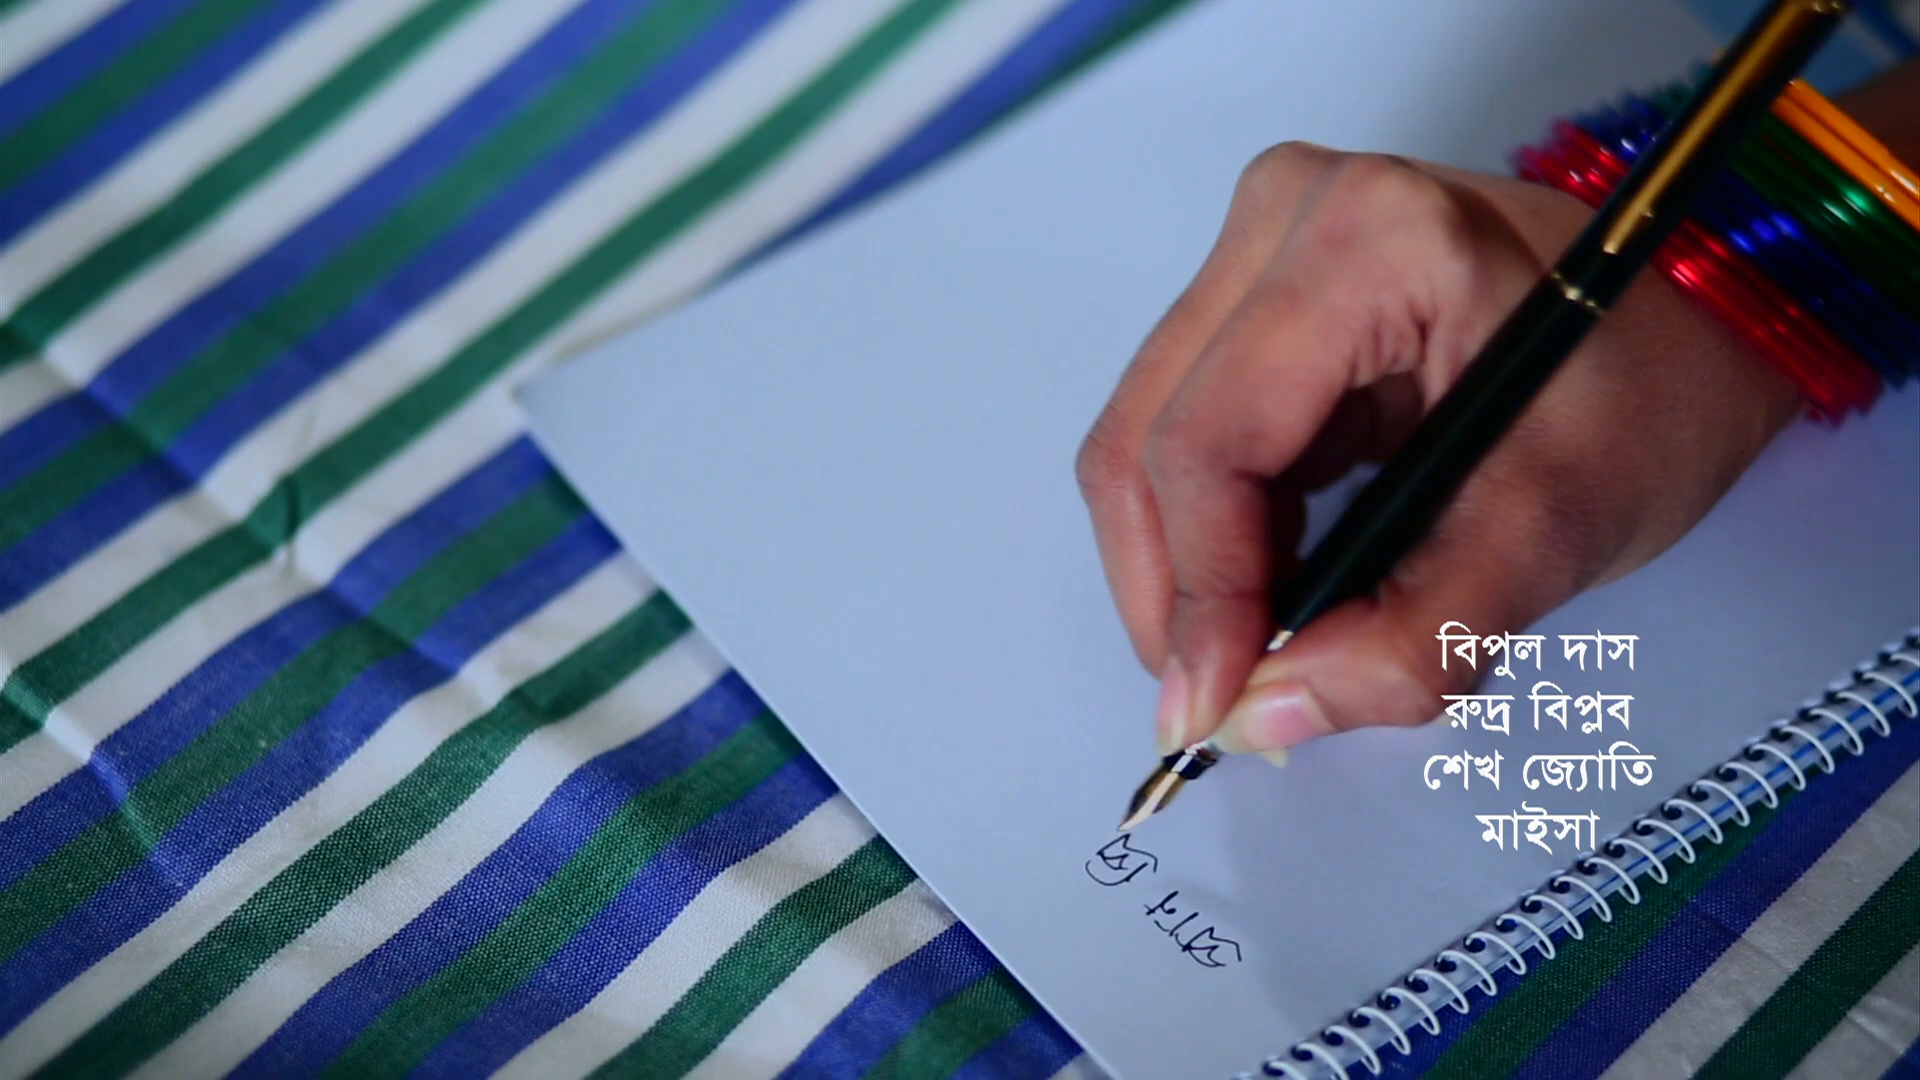 বিপুল দাস
রুদ্র বিপ্লব
শেখ জ্যোতি
মাইসা